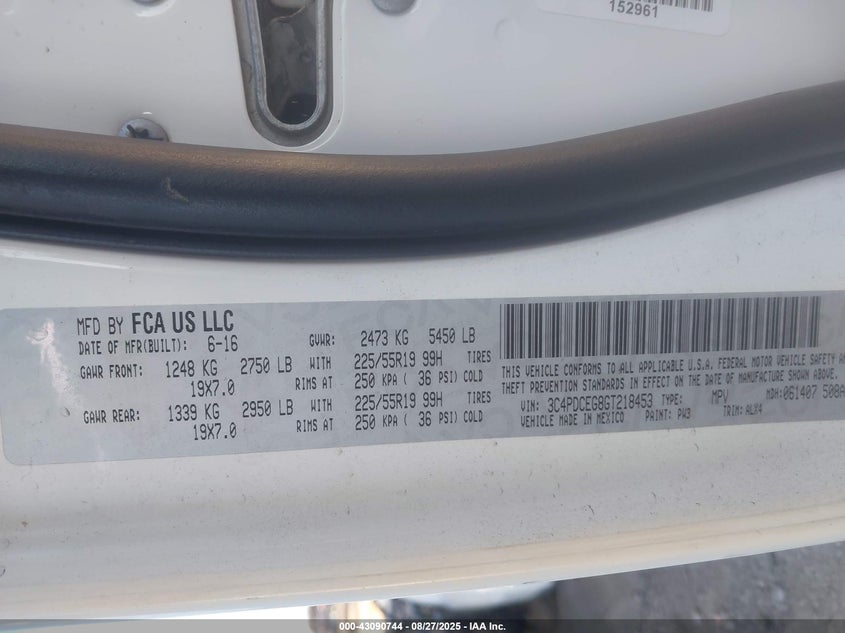 152961
MFD BY FCA US LLC
DATE OF MFR(BUILT): 6-16 GVWR: 2473 KG 5450 LB
GAWR FRONT: 1248 KG 2750 LB WITH 225/55R19 99H TIRES
19X7.0 RIMS AT 250 KPA ( 36 PSI) COLD
GAWR REAR: 1339 KG 2950 LB WITH 225/55R19 99H TIRES
19X7.0 RIMS AT 250 KPA ( 36 PSI) COLD
THIS VEHICLE CONFORMS TO ALL APPLICABLE U.S.A. FEDERAL MOTOR VEHICLE SAFETY AN
THEFT PREVENTION STANDARDS IN EFFECT ON THE DATE OF MANUFACTURE SHOWN ABOVE.
VIN: 3C4PDCEG8GT218453 TYPE: MPV MDH: 061407 508A
VEHICLE MADE IN MEXICO PAINT: PW3 TRIM: ALX4
000-43090744 - 08/27/2025 - IAA Inc.